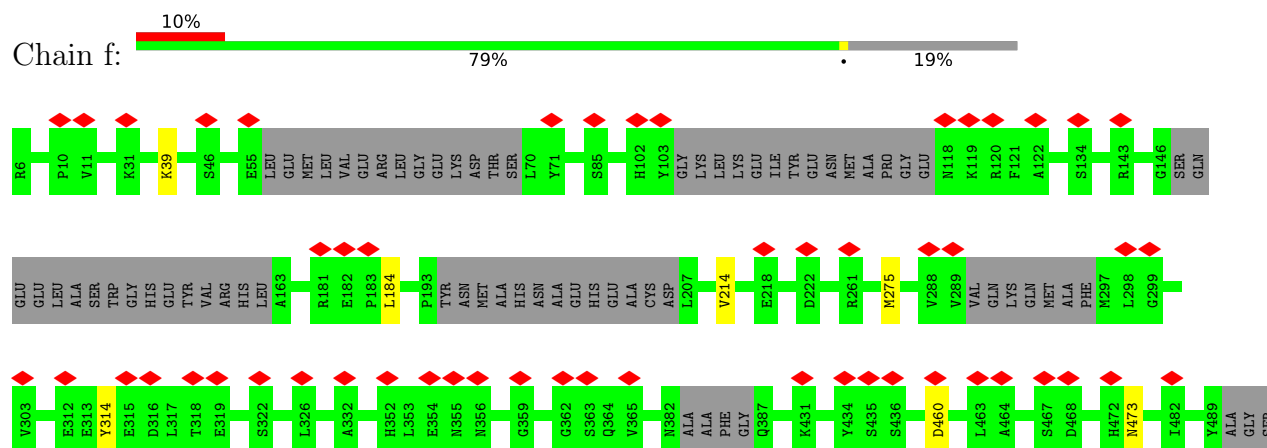 10%
Chain f:
79% • 19%
R6 P10 V11 K31 K39 S46 E55 LEU GLU MET LEU VAL GLU ARG LEU GLY GLU LYS ASP THR SER L70 Y71 S85 H102 Y103 GLY LYS LEU LYS GLU ILE TYR GLU ASN MET ALA PRO GLY GLU N118 K119 R120 F121 A122 S134 R143 G146 SER GLN
GLU GLU LEU ALA SER TRP GLY HIS GLU TYR VAL ARG HIS LEU A163 R181 E182 P183 L184 P193 TYR ASN MET ALA HIS ASN ALA GLU HIS GLU ALA CYS ASP L207 V214 E218 D222 R261 M275 V288 V289 VAL GLN LYS GLN MET ALA PHE M297 L298 G299
V303 E312 E313 Y314 E315 D316 L317 T318 E319 S322 L326 A332 H352 L353 E354 N355 N356 G359 G362 S363 Q364 V365 N382 ALA ALA PHE GLY Q387 K431 Y434 S435 S436 D460 L463 A464 S467 D468 H472 N473 I482 Y489 ALA GLY